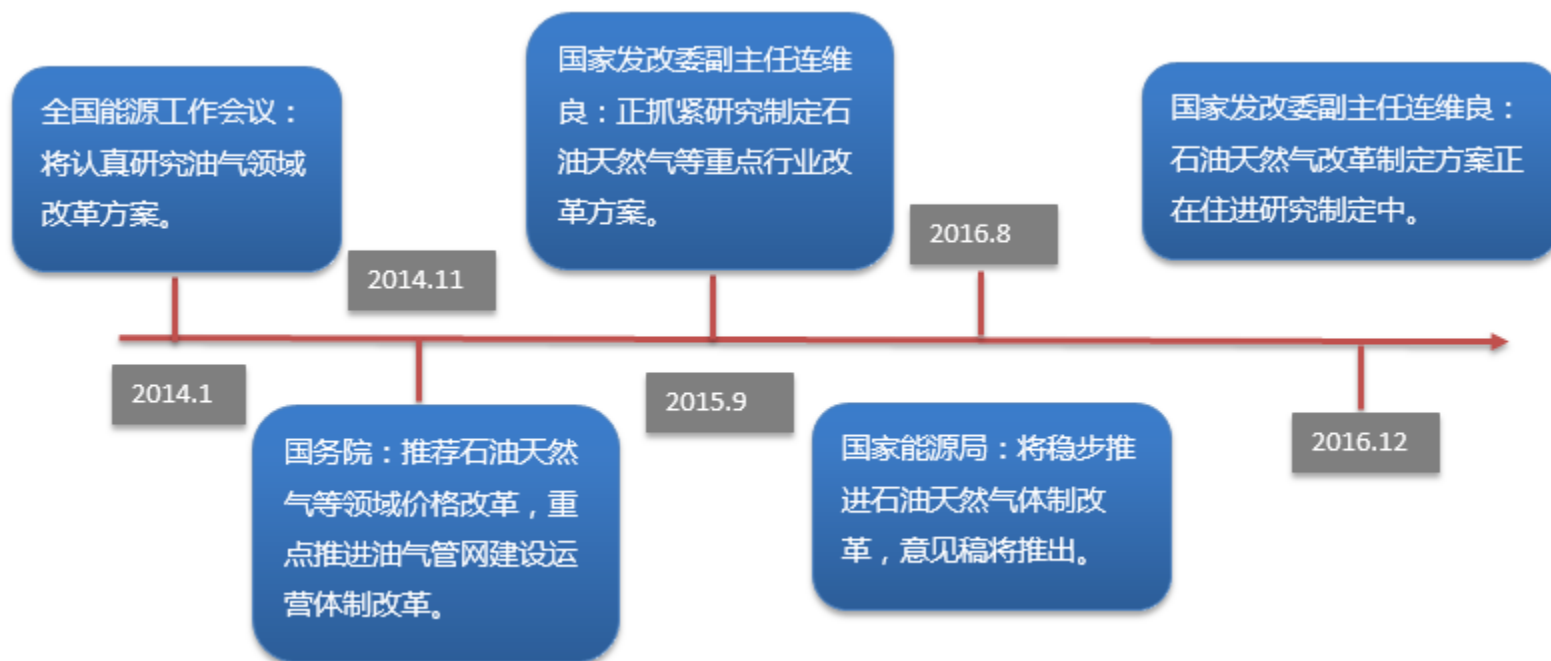 全国能源工作会议：
将认真研究油气领域
改革方案。
2014.1
2014.11
国务院：推荐石油天然
气等领域价格改革，重
点推进油气管网建设运
营体制改革。
国家发改委副主任连维
良：正抓紧研究制定石
油天然气等重点行业改
革方案。
2015.9
2016.8
国家能源局：将稳步推
进石油天然气体制改
革，意见稿将推出。
国家发改委副主任连维良：
石油天然气改革制定方案正
在住进研究制定中。
2016.12